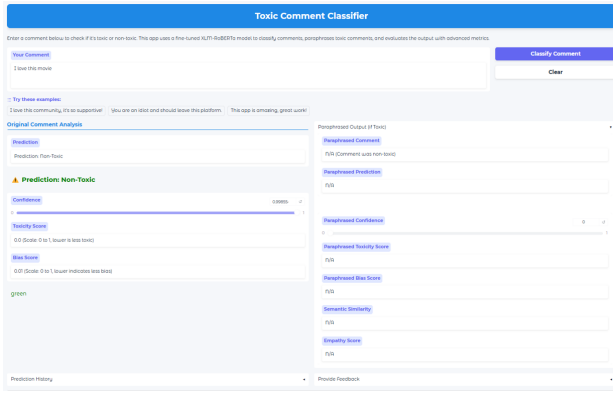 Toxic Comment Classifier
Enter a comment below to check if it's toxic or non-toxic. This app uses a fine-tuned XLM-RoBERTa model to classify comments, paraphrases toxic comments, and evaluates the output with advanced metrics.
Your Comment
I love this movie
Classify Comment
Clear
Try these examples:
I love this community, it's so supportive!
You are an idiot and should leave this platform
This app is amazing, great work!
Original Comment Analysis
Prediction
Prediction: Non-Toxic
Prediction: Non-Toxic
Confidence
0
1
Toxicity Score
0.0 (Scale: 0 to 1, lower is less toxic)
Bias Score
0.01 (Scale: 0 to 1, lower indicates less bias)
green
Paraphrased Output (if Toxic)
Paraphrased Comment
N/A (Comment was non-toxic)
Paraphrased Prediction
N/A
Paraphrased Confidence
0
0
1
Paraphrased Toxicity Score
N/A
Paraphrased Bias Score
N/A
Semantic Similarity
N/A
Empathy Score
N/A
Prediction History
Provide Feedback